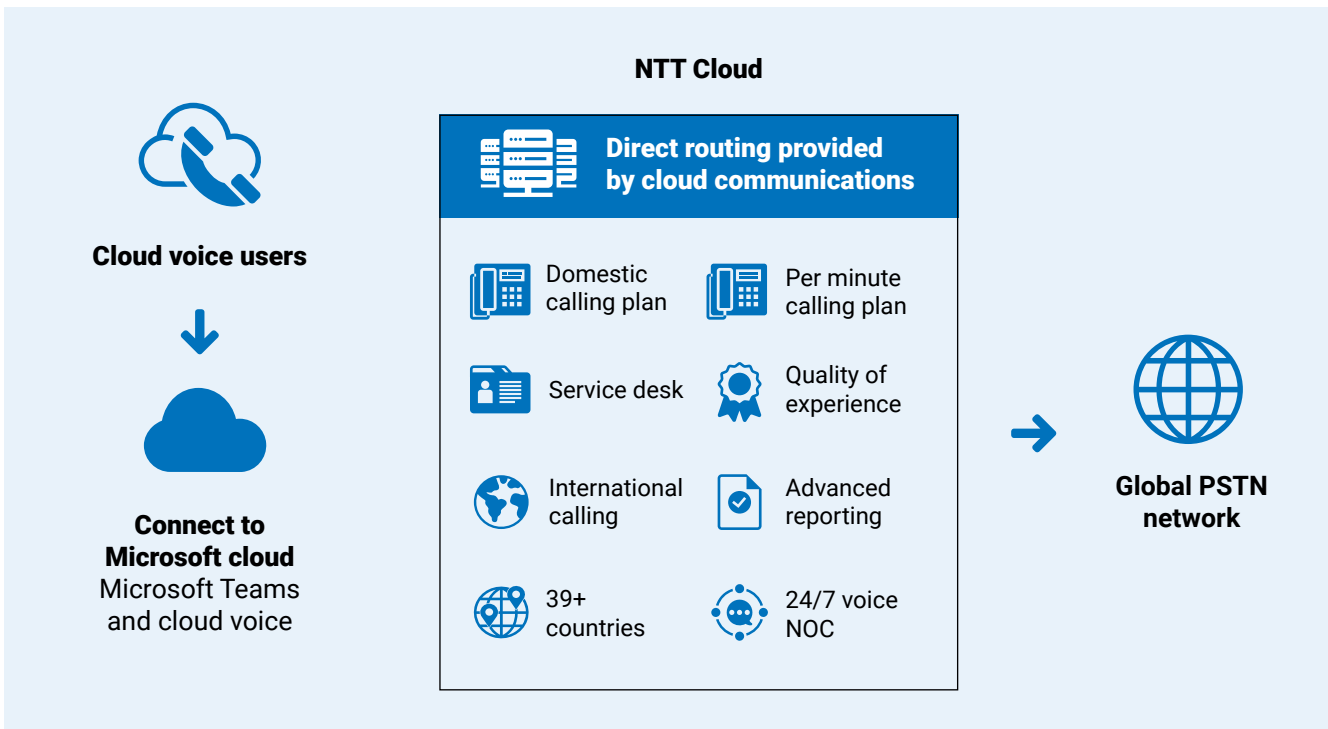 NTT Cloud
Cloud voice users
Connect to
Microsoft cloud
Microsoft Teams
and cloud voice
Direct routing provided
by cloud communications
Domestic
calling plan
Per minute
calling plan
Service desk
Quality of
experience
International
calling
Advanced
reporting
39+
countries
24/7 voice
NOC
Global PSTN
network